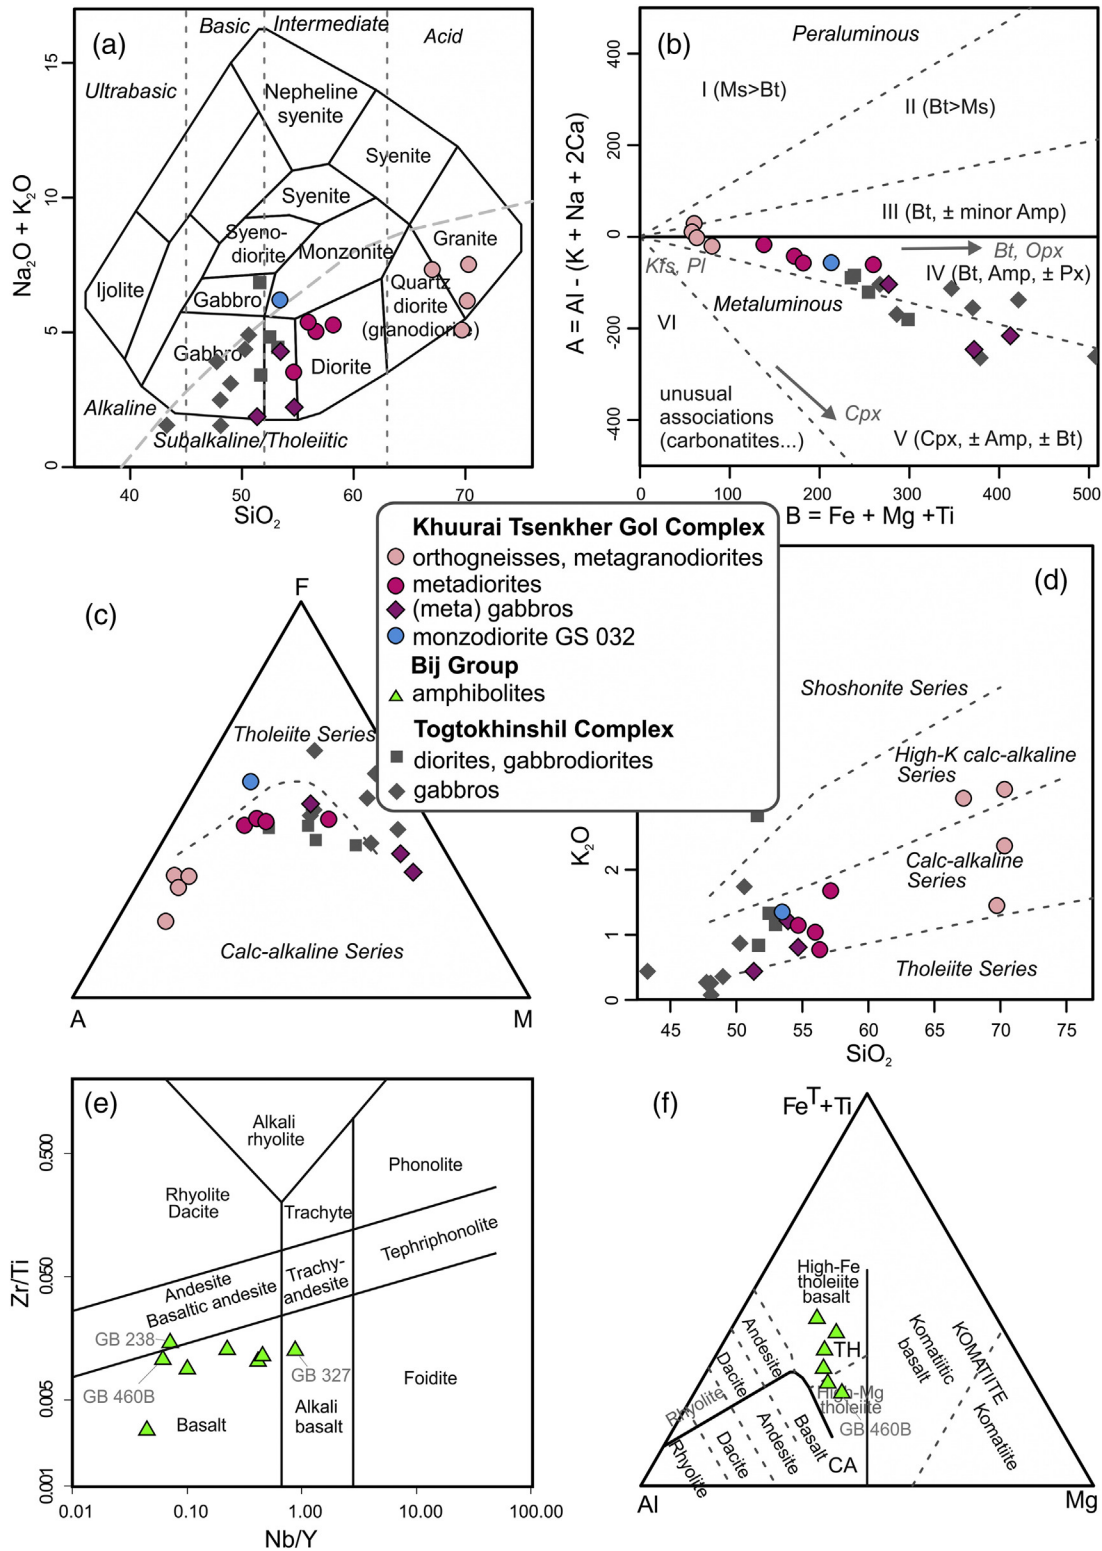 (a)
Basic
Intermediate
Acid
Ultrabasic
Nepheline
syenite
Syenite
Syenite
Syeno-
diorite
Monzonite
Granite
Ijolite
Gabbro
Quartz
diorite
(granodiorite)
Gabbro
Diorite
Alkaline
Subalkaline/Tholeiitic
Na₂O + K₂O
0
5
10
15
40
50
60
70
SiO₂
(b)
Peraluminous
I (Ms>Bt)
II (Bt>Ms)
III (Bt, ± minor Amp)
Bt, Opx
Kfs, Pl
IV (Bt, Amp, ± Px)
Metaluminous
VI
unusual
associations
(carbonatites...)
Cpx
V (Cpx, ± Amp, ± Bt)
A = Al - (K + Na + 2Ca)
400
200
0
-200
-400
0
100
200
300
400
500
B = Fe + Mg +Ti
Khuurai Tsenkher Gol Complex
orthogneisses, metagranodiorites
metadiorites
(meta) gabbros
monzodiorite GS 032
Bij Group
amphibolites
Togtokhinshil Complex
diorites, gabbrodiorites
gabbros
(c)
F
Tholeiite Series
Calc-alkaline Series
A
M
(d)
Shoshonite Series
High-K calc-alkaline
Series
Calc-alkaline
Series
Tholeiite Series
K₂O
0
1
2
45
50
55
60
65
70
75
SiO₂
(e)
Alkali
rhyolite
Phonolite
Rhyolite
Dacite
Trachyte
Tephriphonolite
Andesite
Basaltic andesite
Trachy-
andesite
GB 238
GB 460B
GB 327
Foidite
Basalt
Alkali
basalt
Zr/Ti
0.500
0.050
0.005
0.001
0.01
0.10
1.00
10.00
100.00
Nb/Y
(f)
Feᵀ+Ti
High-Fe
tholeiite
basalt
TH
Andesite
Dacite
Rhyolite
High-Mg
tholeiite
GB 460B
Komatiitic
basalt
KOMATIITE
Komatiite
Rhyolite
Dacite
Andesite
Basalt
CA
Al
Mg